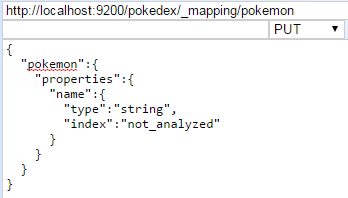 http://localhost:9200/pokedex/_mapping/pokemon
PUT ▼
{
  "pokemon":{
    "properties":{
      "name":{
        "type":"string",
        "index":"not_analyzed"
      }
    }
  }
}